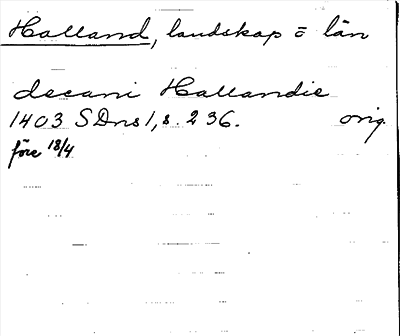 Halland, landskap o län
decani Hallandie
1403 SDns 1, s. 236. orig.
före 18/4